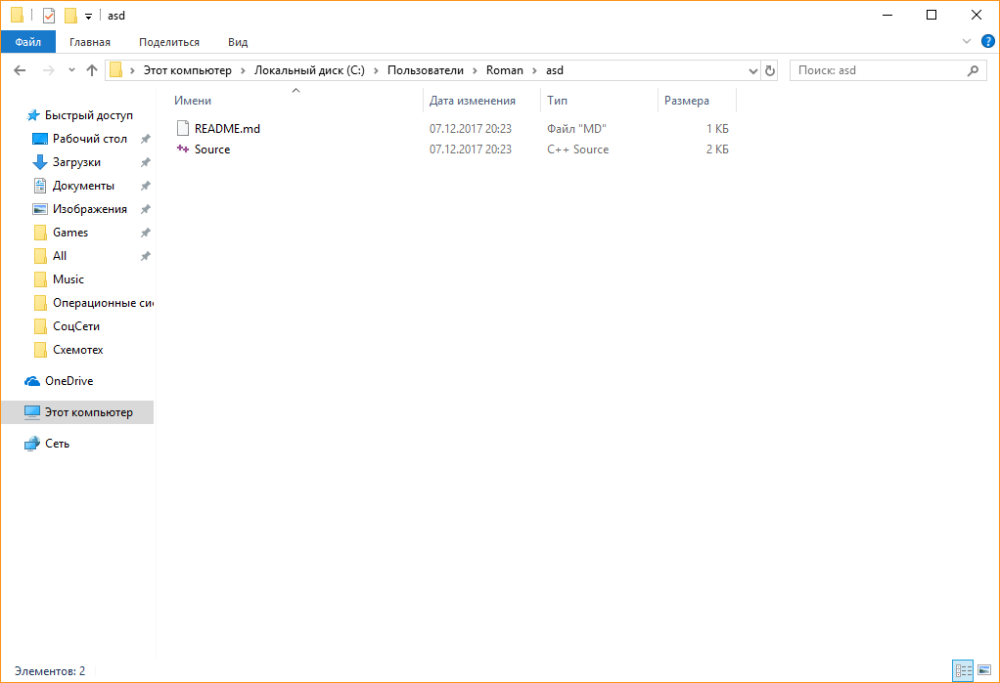 asd
Файл Главная Поделиться Вид
Этот компьютер Локальный диск (C:) Пользователи Roman asd Поиск: asd
Имени Дата изменения Тип Размера
README.md 07.12.2017 20:23 Файл "MD" 1 КБ
Source 07.12.2017 20:23 C++ Source 2 КБ
Быстрый доступ
Рабочий стол
Загрузки
Документы
Изображения
Games
All
Music
Операционные си
СоцСети
Схемотех
OneDrive
Этот компьютер
Сеть
Элементов: 2